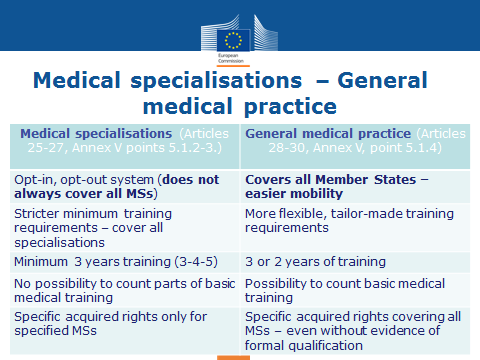 European
Commission
Medical specialisations – General
medical practice
Medical specialisations (Articles
25-27, Annex V points 5.1.2-3.)
General medical practice (Articles
28-30, Annex V, point 5.1.4)
Opt-in, opt-out system (does not
always cover all MSs)
Covers all Member States –
easier mobility
Stricter minimum training
requirements – cover all
specialisations
More flexible, tailor-made training
requirements
Minimum 3 years training (3-4-5)
3 or 2 years of training
No possibility to count parts of basic
medical training
Possibility to count basic medical
training
Specific acquired rights only for
specified MSs
Specific acquired rights covering all
MSs – even without evidence of
formal qualification